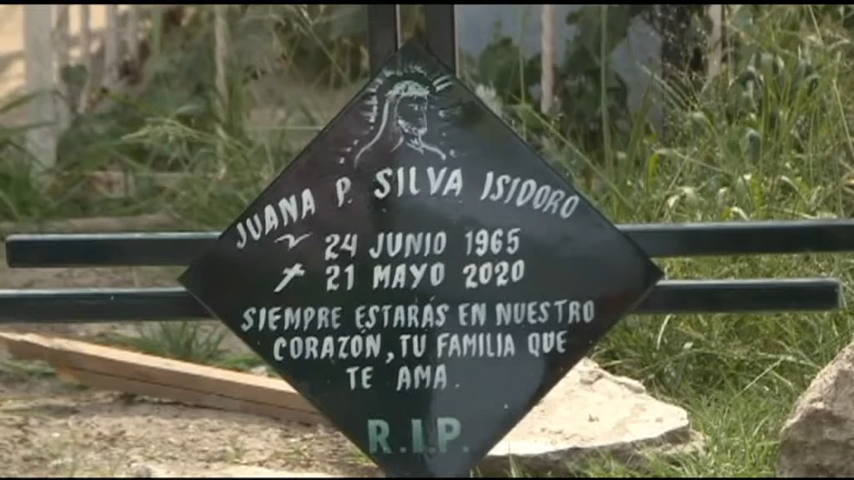 JUANA P. SILVA ISIDORO
24 JUNIO 1965
21 MAYO 2020
SIEMPRE ESTARÁS EN NUESTRO
CORAZON, TU FAMILIA QUE
TE AMA.
R.I.P.